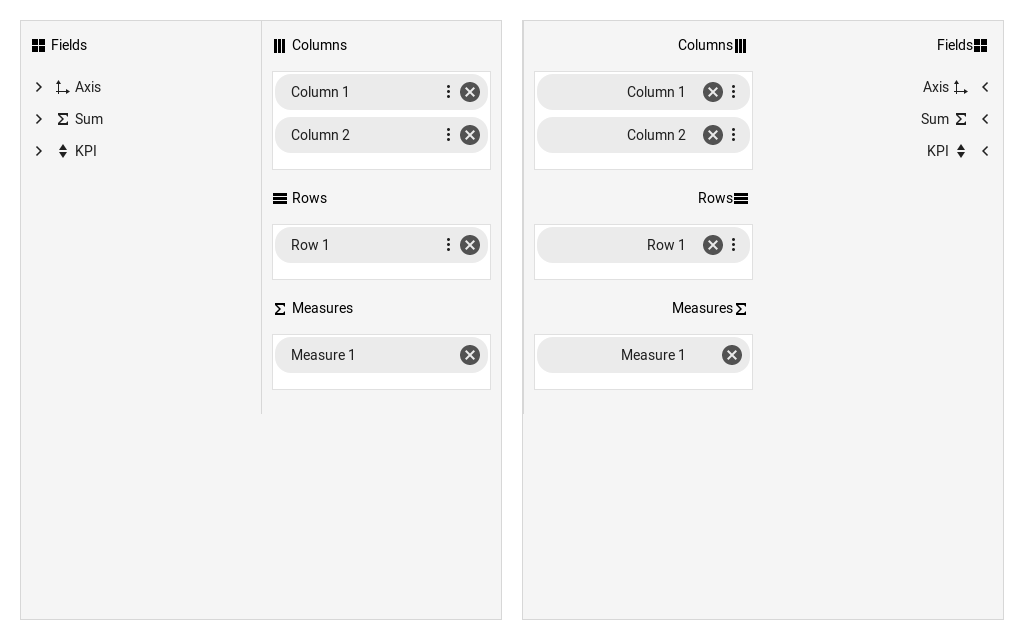 Fields
Axis
Sum
KPI
Columns
Column 1
Column 2
Rows
Row 1
Measures
Measure 1
Columns
Column 1
Column 2
Rows
Row 1
Measures
Measure 1
Fields
Axis
Sum
KPI